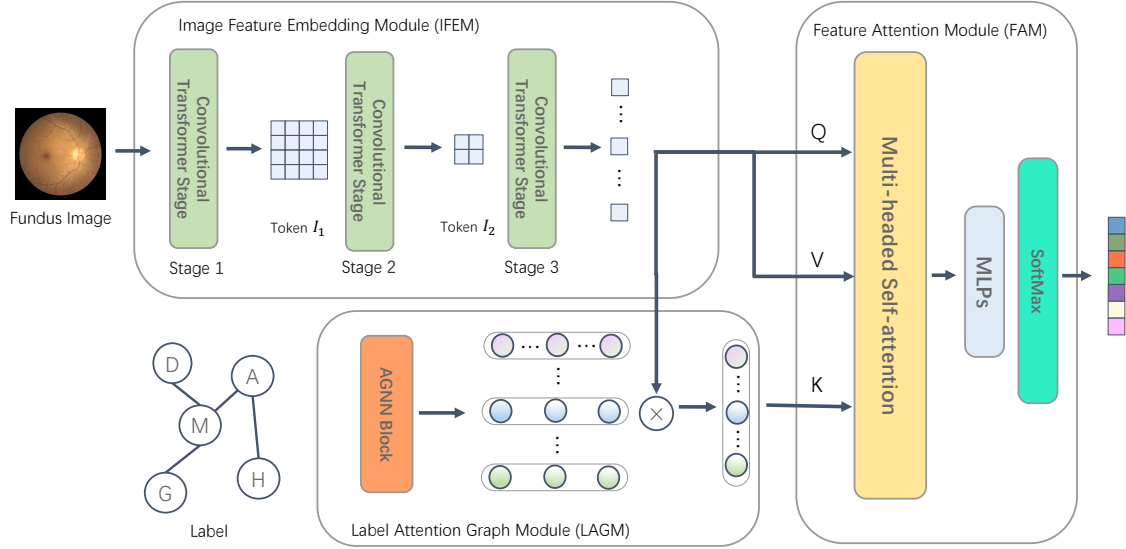 Image Feature Embedding Module (IFEM)
Feature Attention Module (FAM)
Convolutional
Transformer Stage
Convolutional
Transformer Stage
Convolutional
Transformer Stage
Fundus Image
Token I₁
Token I₂
Stage 1
Stage 2
Stage 3
Q
V
K
Multi-headed Self-attention
MLPs
SoftMax
D
A
M
G
H
Label
AGNN Block
×
Label Attention Graph Module (LAGM)